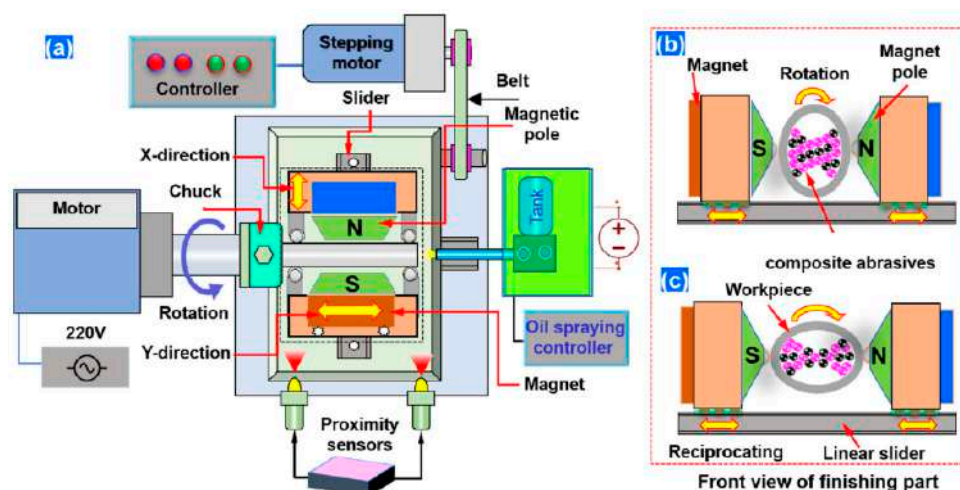 (a)
Controller
Stepping
motor
Slider
Belt
Magnetic
pole
X-direction
Chuck
Motor
Tank
N
S
Rotation
220V
Y-direction
Oil spraying
controller
Magnet
Proximity
sensors
(b)
Magnet
Rotation
Magnet
pole
S
N
composite abrasives
(c)
Workpiece
S
N
Reciprocating
Linear slider
Front view of finishing part